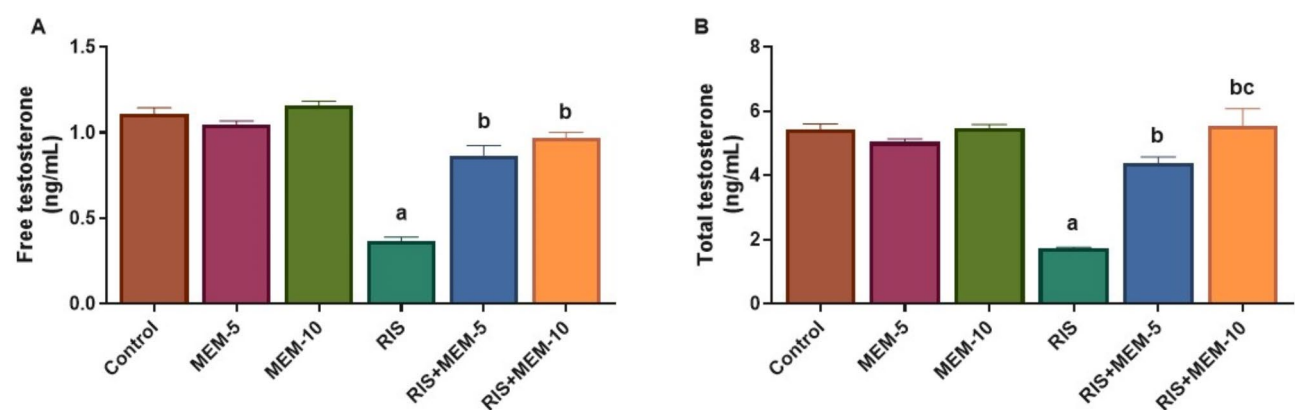 A
Free testosterone
(ng/mL)
1.5
1.0
0.5
0.0
a
b
b
Control
MEM-5
MEM-10
RIS
RIS+MEM-5
RIS+MEM-10
B
Total testosterone
(ng/mL)
8
6
4
2
0
a
b
bc
Control
MEM-5
MEM-10
RIS
RIS+MEM-5
RIS+MEM-10